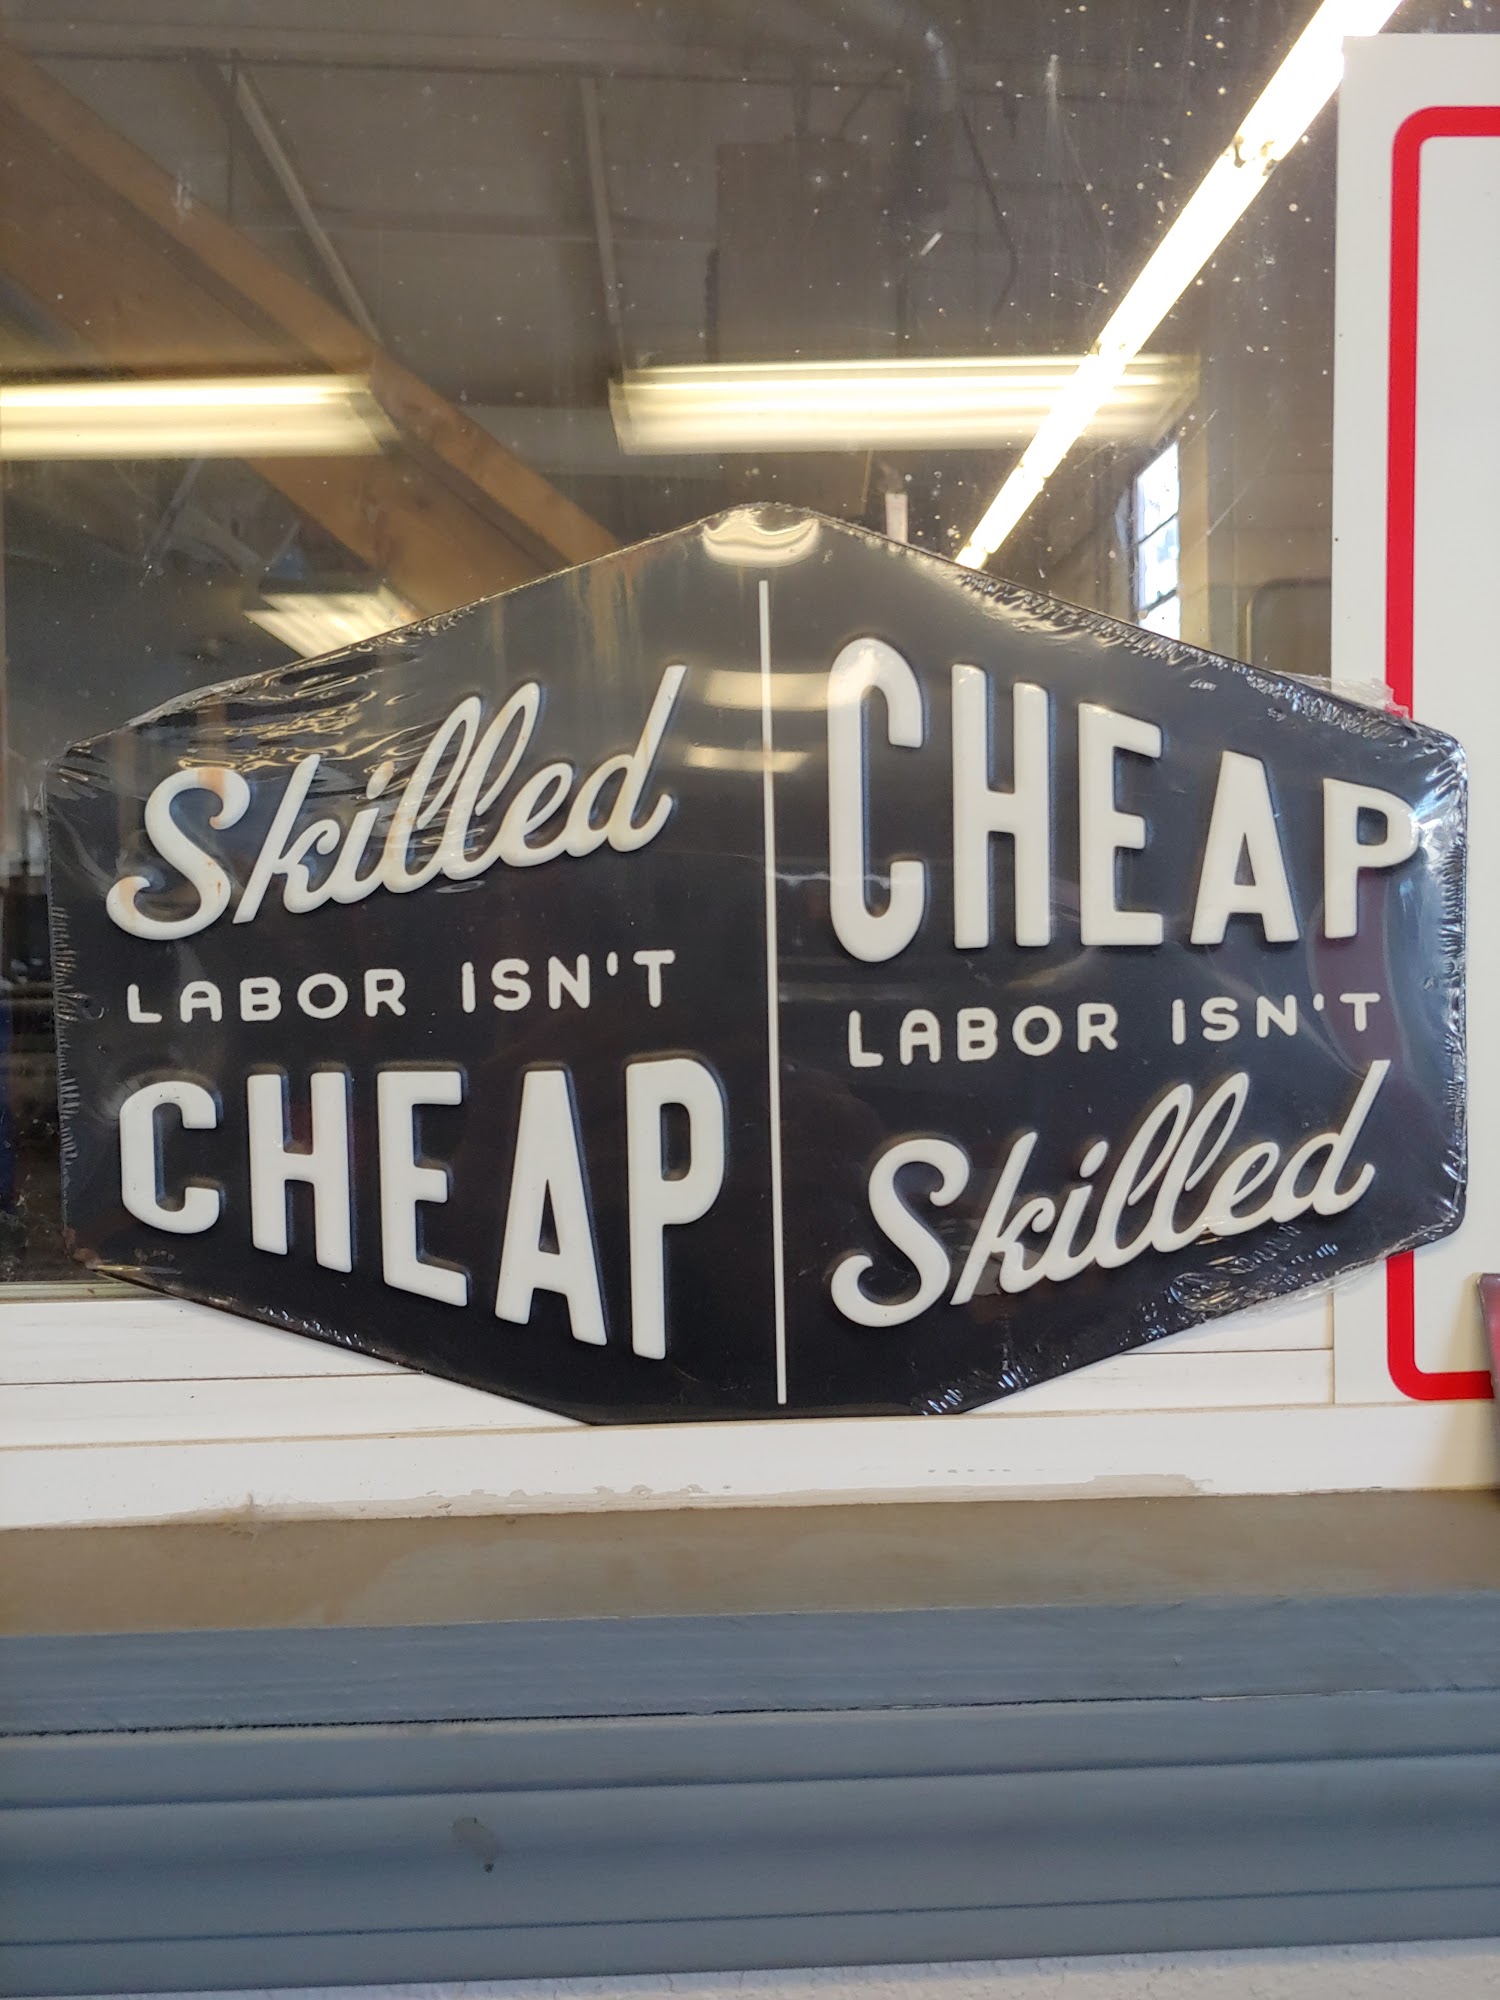 Skilled
LABOR ISN'T
CHEAP
CHEAP
LABOR ISN'T
Skilled